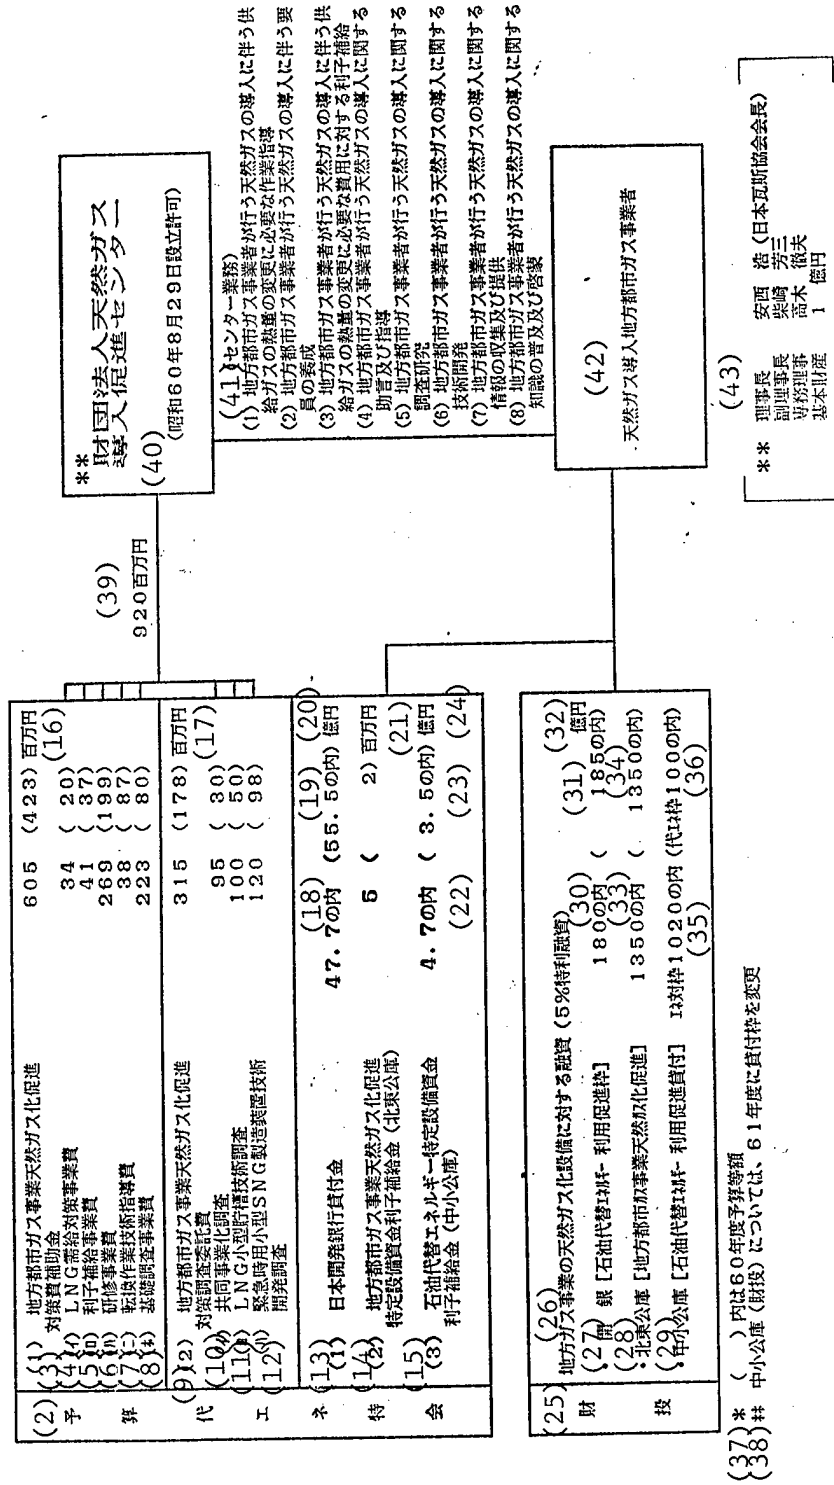 (1) 地方都市ガス事業天然ガス化促進 605 (423) 百万円
(2) 予算
(3) 対策費補助金 (16)
(4) (イ) LNG需給対策事業費 34 ( 20)
(5) (ロ) 利子補給事業費 41 ( 37)
(6) (ハ) 研修事業費 269 (199)
(7) (ニ) 転換作業技術指導費 38 ( 87)
(8) (ホ) 基礎調査事業費 223 ( 80)
代エネ特会
(9) (2) 地方都市ガス事業天然ガス化促進 315 (178) 百万円
対策調査委託費 (17)
(10) 共同事業化調査 95 ( 30)
(11) LNG小型貯槽技術調査 100 ( 50)
(12) 緊急時用小型SNG製造装置技術 120 ( 98)
開発調査
(13) (18) (19) (20)
(1) 日本開発銀行貸付金 47.7の内 (55.5の内) 億円
(14) (2) 地方都市ガス事業天然ガス化促進 5 ( 2) 百万円
特定設備資金利子補給金(北東公庫) (21)
(15) (3) 石油代替エネルギー特定設備資金 4.7の内 ( 3.5の内) 億円
利子補給金(中小公庫) (22) (23) (24)
(25) 財投
(26) 地方ガス事業の天然ガス化設備に対する融資(5%特利融資)
(30) (31) (32) 億円
(27) ・開 銀[石油代替エネルギー利用促進枠] 180の内 ( 185の内)
(33) (34)
(28) ・北東公庫[地方都市ガス事業天然ガス化促進] 1350の内 ( 1350の内)
(29) ・中小公庫[石油代替エネルギー利用促進貸付] エネ対枠1020の内(代エネ枠100の内)
(35) (36)
(37) * ( )内は60年度予算等額
(38) ** 中小公庫(財投)については、61年度に貸付枠を変更
(39)
920百万円
**
財団法人天然ガス
導入促進センター
(40)
(昭和60年8月29日設立許可)
(41) (センター業務)
(1) 地方都市ガス事業者が行う天然ガスの導入に伴う供
給ガスの熱量の変更に必要な作業指導
(2) 地方都市ガス事業者が行う天然ガスの導入に伴う要
員の養成
(3) 地方都市ガス事業者が行う天然ガスの導入に伴う供
給ガスの熱量の変更に必要な費用に対する利子補給
(4) 地方都市ガス事業者が行う天然ガスの導入に関する
助言及び指導
(5) 地方都市ガス事業者が行う天然ガスの導入に関する
調査研究
(6) 地方都市ガス事業者が行う天然ガスの導入に関する
技術開発
(7) 地方都市ガス事業者が行う天然ガスの導入に関する
情報の収集及び提供
(8) 地方都市ガス事業者が行う天然ガスの導入に関する
知識の普及及び啓蒙
(42)
天然ガス導入地方都市ガス事業者
(43)
** 理事長 安西 浩(日本瓦斯協会会長)
副理事長 柴崎 芳三
専務理事 高木 徹夫
基本財産 1 億円